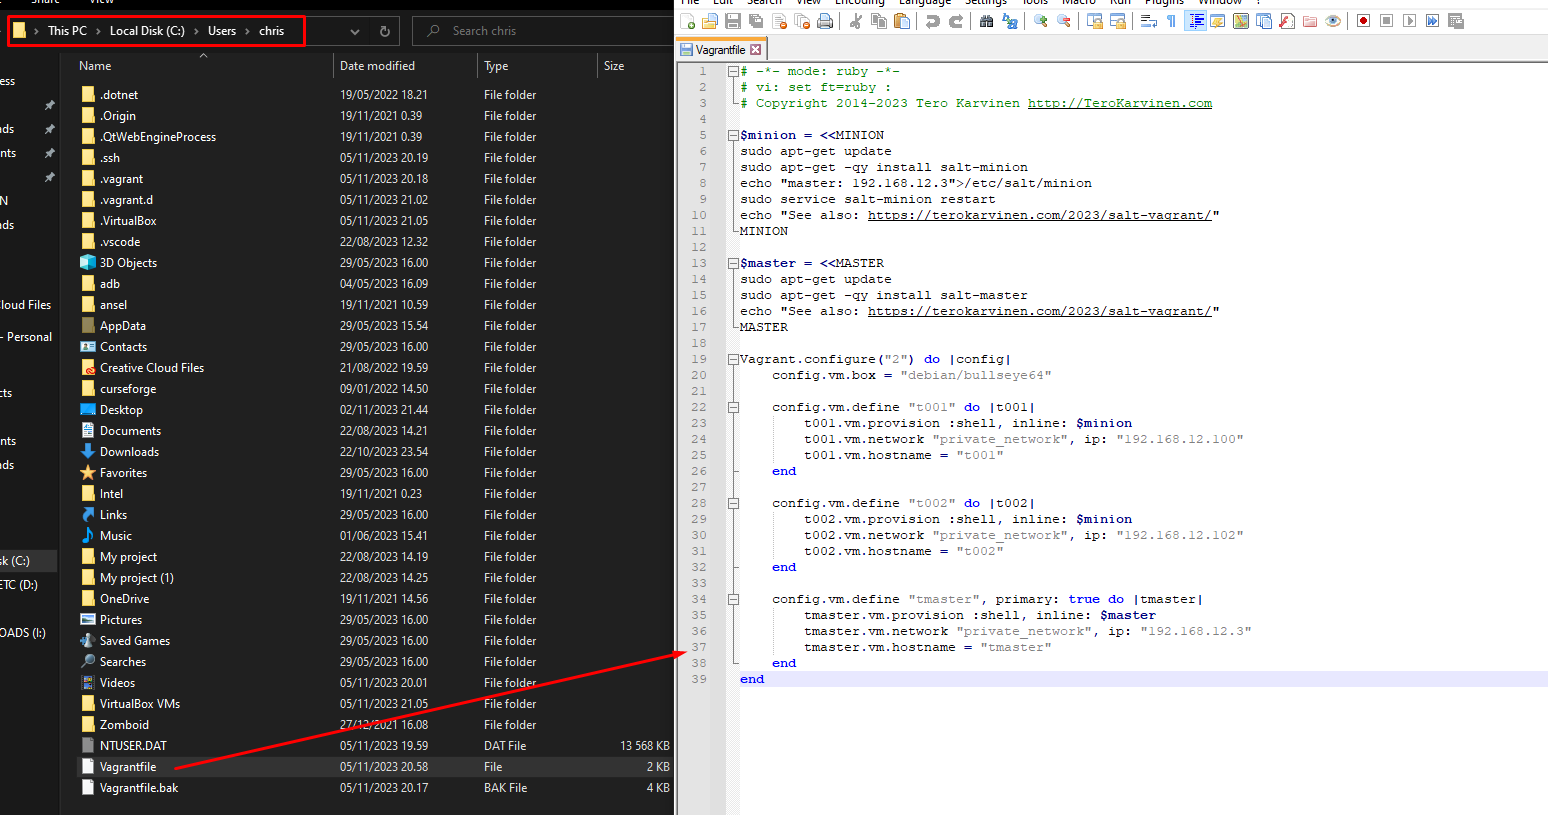 Share View
This PC > Local Disk (C:) > Users > chris
Search chris
Name Date modified Type Size
.dotnet 19/05/2022 18.21 File folder
.Origin 19/11/2021 0.39 File folder
.QtWebEngineProcess 19/11/2021 0.39 File folder
.ssh 05/11/2023 20.19 File folder
.vagrant 05/11/2023 20.18 File folder
.vagrant.d 05/11/2023 21.02 File folder
.VirtualBox 05/11/2023 21.05 File folder
.vscode 22/08/2023 12.32 File folder
3D Objects 29/05/2023 16.00 File folder
adb 04/05/2023 16.09 File folder
ansel 19/11/2021 10.59 File folder
AppData 29/05/2023 15.54 File folder
Contacts 29/05/2023 16.00 File folder
Creative Cloud Files 21/08/2022 19.59 File folder
curseforge 09/01/2022 14.50 File folder
Desktop 02/11/2023 21.44 File folder
Documents 22/08/2023 14.21 File folder
Downloads 22/10/2023 23.54 File folder
Favorites 29/05/2023 16.00 File folder
Intel 19/11/2021 0.23 File folder
Links 29/05/2023 16.00 File folder
Music 01/06/2023 15.41 File folder
My project 22/08/2023 14.19 File folder
My project (1) 22/08/2023 14.25 File folder
OneDrive 19/11/2021 14.56 File folder
Pictures 29/05/2023 16.00 File folder
Saved Games 29/05/2023 16.00 File folder
Searches 29/05/2023 16.00 File folder
Videos 05/11/2023 20.01 File folder
VirtualBox VMs 05/11/2023 21.05 File folder
Zomboid 27/12/2021 16.08 File folder
NTUSER.DAT 05/11/2023 19.59 DAT File 13 568 KB
Vagrantfile 05/11/2023 20.58 File 2 KB
Vagrantfile.bak 05/11/2023 20.17 BAK File 4 KB
ess
ds
nts
N
ds
loud Files
- Personal
cts
nts
ds
sk (C:)
ETC (D:)
OADS (I:)
File Edit Search View Encoding Language Settings Tools Macro Run Plugins Window ?
Vagrantfile
1 # -*- mode: ruby -*-
2 # vi: set ft=ruby :
3 # Copyright 2014-2023 Tero Karvinen http://TeroKarvinen.com
4
5 $minion = <<MINION
6 sudo apt-get update
7 sudo apt-get -qy install salt-minion
8 echo "master: 192.168.12.3">/etc/salt/minion
9 sudo service salt-minion restart
10 echo "See also: https://terokarvinen.com/2023/salt-vagrant/"
11 MINION
12
13 $master = <<MASTER
14 sudo apt-get update
15 sudo apt-get -qy install salt-master
16 echo "See also: https://terokarvinen.com/2023/salt-vagrant/"
17 MASTER
18
19 Vagrant.configure("2") do |config|
20 config.vm.box = "debian/bullseye64"
21
22 config.vm.define "t001" do |t001|
23 t001.vm.provision :shell, inline: $minion
24 t001.vm.network "private_network", ip: "192.168.12.100"
25 t001.vm.hostname = "t001"
26 end
27
28 config.vm.define "t002" do |t002|
29 t002.vm.provision :shell, inline: $minion
30 t002.vm.network "private_network", ip: "192.168.12.102"
31 t002.vm.hostname = "t002"
32 end
33
34 config.vm.define "tmaster", primary: true do |tmaster|
35 tmaster.vm.provision :shell, inline: $master
36 tmaster.vm.network "private_network", ip: "192.168.12.3"
37 tmaster.vm.hostname = "tmaster"
38 end
39 end